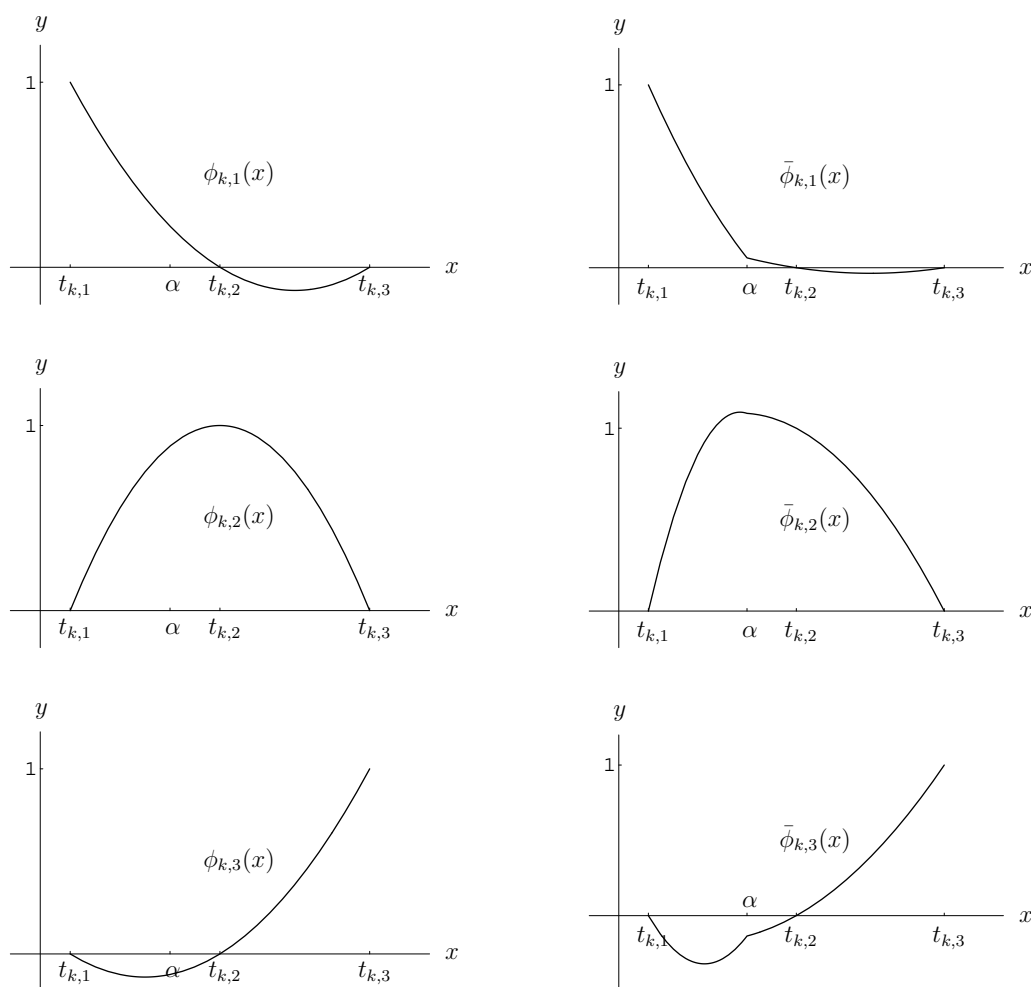 y
1
ϕ_{k,1}(x)
t_{k,1} α t_{k,2} t_{k,3} x
y
1
ϕ̄_{k,1}(x)
t_{k,1} α t_{k,2} t_{k,3} x
y
1
ϕ_{k,2}(x)
t_{k,1} α t_{k,2} t_{k,3} x
y
1
ϕ̄_{k,2}(x)
t_{k,1} α t_{k,2} t_{k,3} x
y
1
ϕ_{k,3}(x)
t_{k,1} α t_{k,2} t_{k,3} x
y
1
ϕ̄_{k,3}(x)
α x
t_{k,1} t_{k,2} t_{k,3}